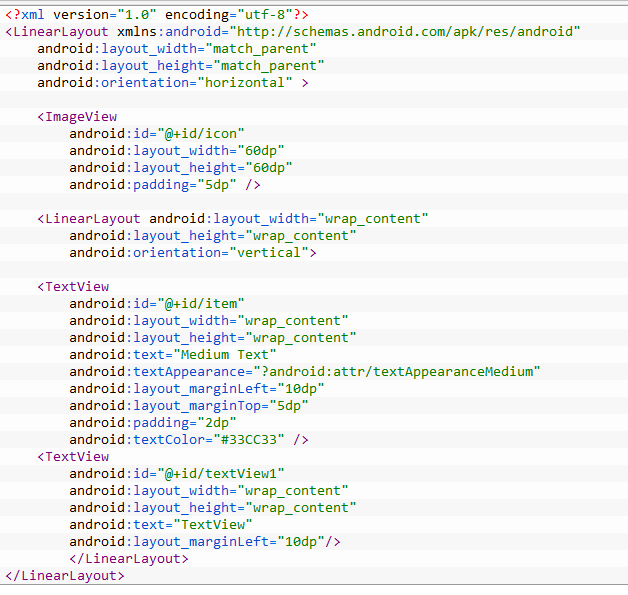 <?xml version="1.0" encoding="utf-8"?>
<LinearLayout xmlns:android="http://schemas.android.com/apk/res/android"
    android:layout_width="match_parent"
    android:layout_height="match_parent"
    android:orientation="horizontal" >

    <ImageView
        android:id="@+id/icon"
        android:layout_width="60dp"
        android:layout_height="60dp"
        android:padding="5dp" />

    <LinearLayout android:layout_width="wrap_content"
        android:layout_height="wrap_content"
        android:orientation="vertical">

    <TextView
        android:id="@+id/item"
        android:layout_width="wrap_content"
        android:layout_height="wrap_content"
        android:text="Medium Text"
        android:textAppearance="?android:attr/textAppearanceMedium"
        android:layout_marginLeft="10dp"
        android:layout_marginTop="5dp"
        android:padding="2dp"
        android:textColor="#33CC33" />
    <TextView
        android:id="@+id/textView1"
        android:layout_width="wrap_content"
        android:layout_height="wrap_content"
        android:text="TextView"
        android:layout_marginLeft="10dp"/>
        </LinearLayout>
</LinearLayout>